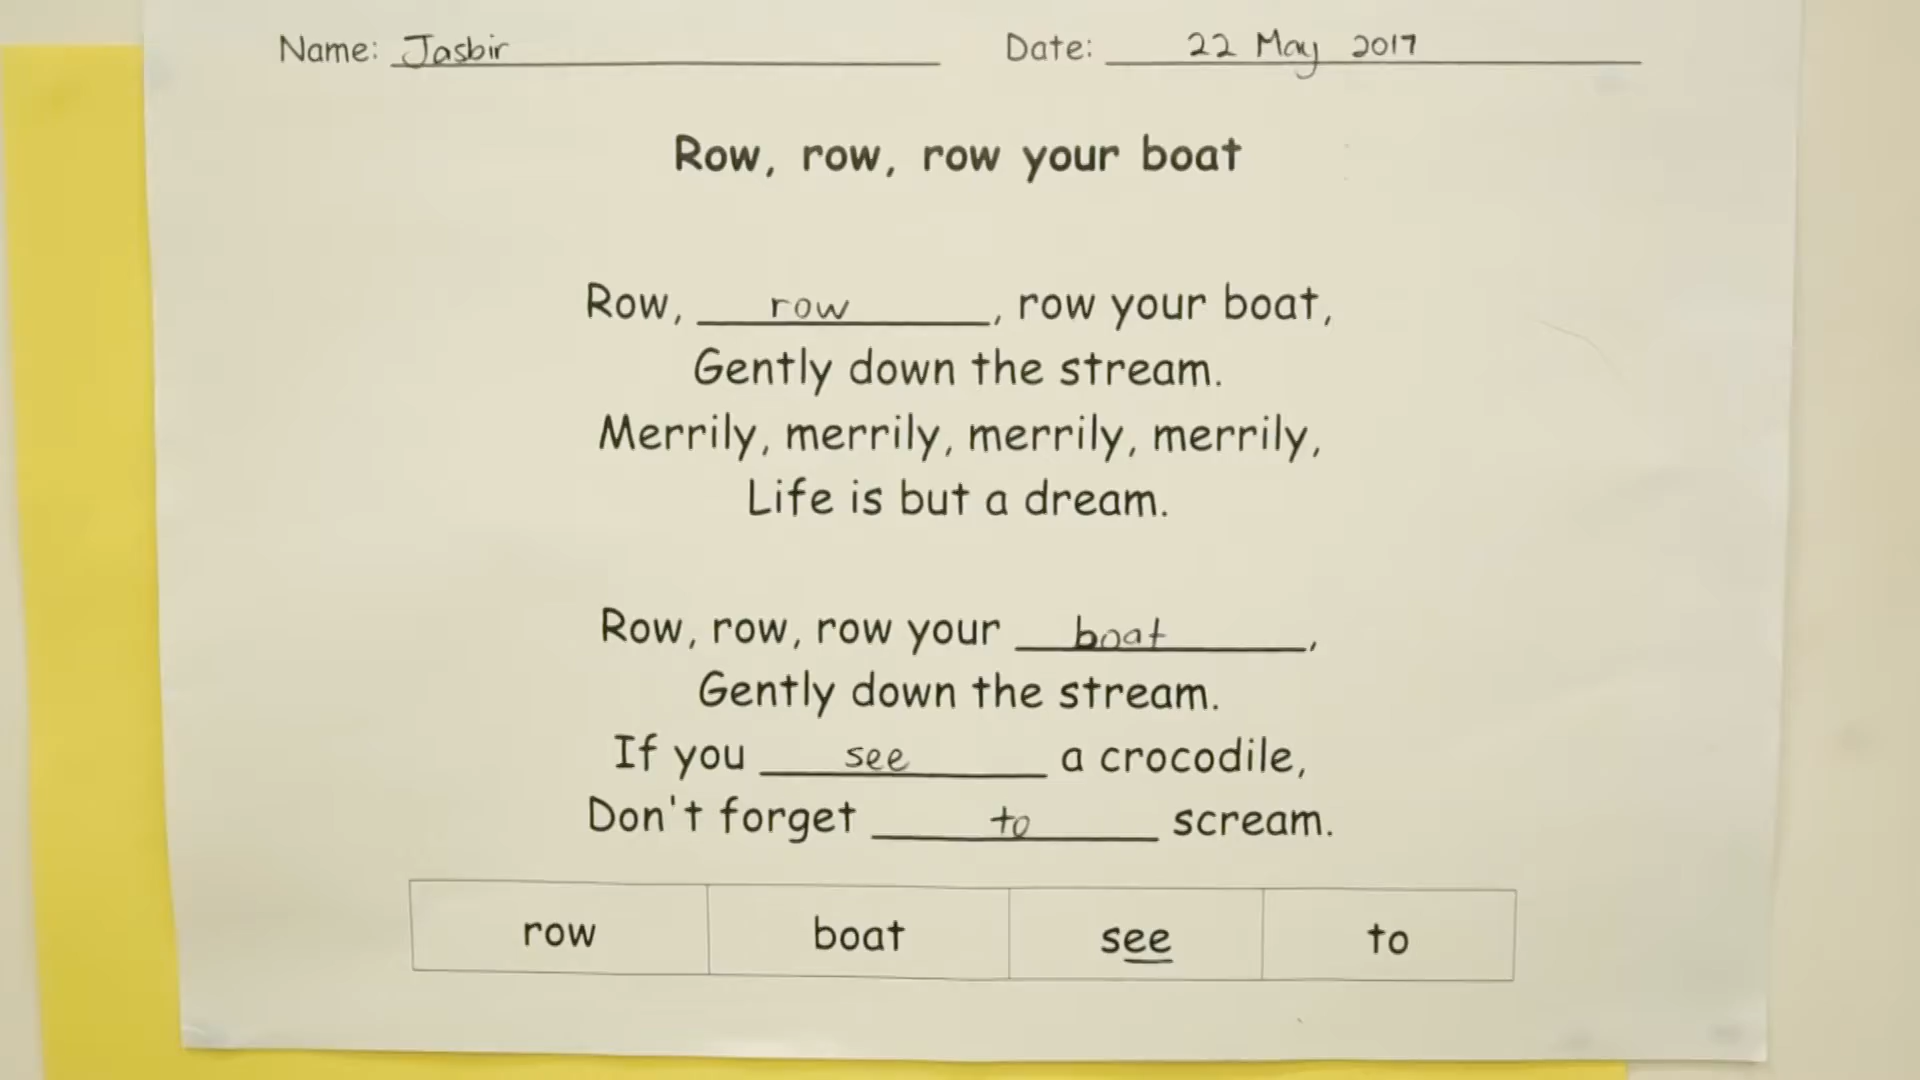 Name: Jasbir Date: 22 May 2017
Row, row, row your boat
Row, row, row your boat,
Gently down the stream.
Merrily, merrily, merrily, merrily,
Life is but a dream.
Row, row, row your boat,
Gently down the stream.
If you see a crocodile,
Don't forget to scream.
row boat see to